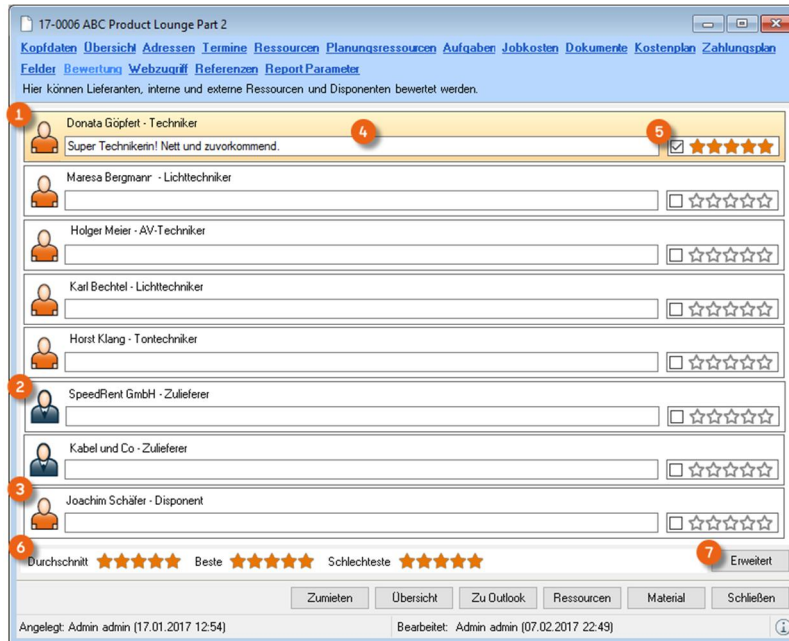 17-0006 ABC Product Lounge Part 2
Kopfdaten Übersicht Adressen Termine Ressourcen Planungsressourcen Aufgaben Jobkosten Dokumente Kostenplan Zahlungsplan
Felder Bewertung Webzugriff Referenzen Report Parameter
Hier können Lieferanten, interne und externe Ressourcen und Disponenten bewertet werden.
1
Donata Göpfert - Techniker
4
5
Super Technikerin! Nett und zuvorkommend.
Maresa Bergmann - Lichttechniker
Holger Meier - AV-Techniker
Karl Bechtel - Lichttechniker
Horst Klang - Tontechniker
2
SpeedRent GmbH - Zulieferer
Kabel und Co - Zulieferer
3
Joachim Schäfer - Disponent
6
7
Durchschnitt Beste Schlechteste Erweitert
Zumieten Übersicht Zu Outlook Ressourcen Material Schließen
Angelegt: Admin admin (17.01.2017 12:54) Bearbeitet: Admin admin (07.02.2017 22:49)